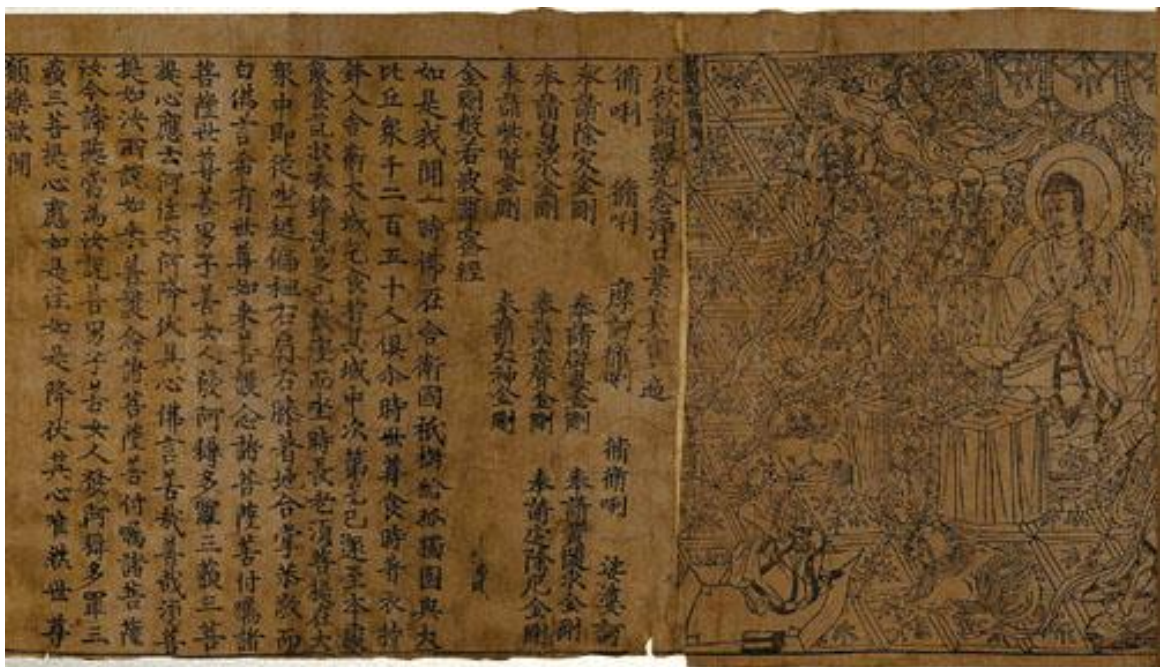 凡欲讀經先念淨口業真言一遍
脩唎 脩唎 摩訶脩唎 脩脩唎 娑婆訶
奉請除灾金剛 奉請辟毒金剛 奉請黄随求金剛
奉請白淨水金剛 奉請赤聲金剛 奉請定除厄金剛
奉請紫賢金剛 奉請大神金剛
金剛般若波羅蜜經
如是我聞一時佛在舍衛國祇樹給孤獨園與大
比丘衆千二百五十人俱尒時世尊食時著衣持
鉢入舍衛大城乞食於其城中次第乞已還至本處
飯食訖收衣鉢洗足已敷座而坐時長老須菩提在大
衆中即從坐起偏袒右肩右膝著地合掌恭敬而
白佛言希有世尊如来善護念諸菩薩善付囑諸
菩薩世尊善男子善女人發阿耨多羅三藐三菩
提心應云何住云何降伏其心佛言善哉善哉須菩
提如汝所說如来善護念諸菩薩善付囑諸菩薩
汝今諦聽當為汝說善男子善女人發阿耨多羅三
藐三菩提心應如是住如是降伏其心唯然世尊
願樂欲聞